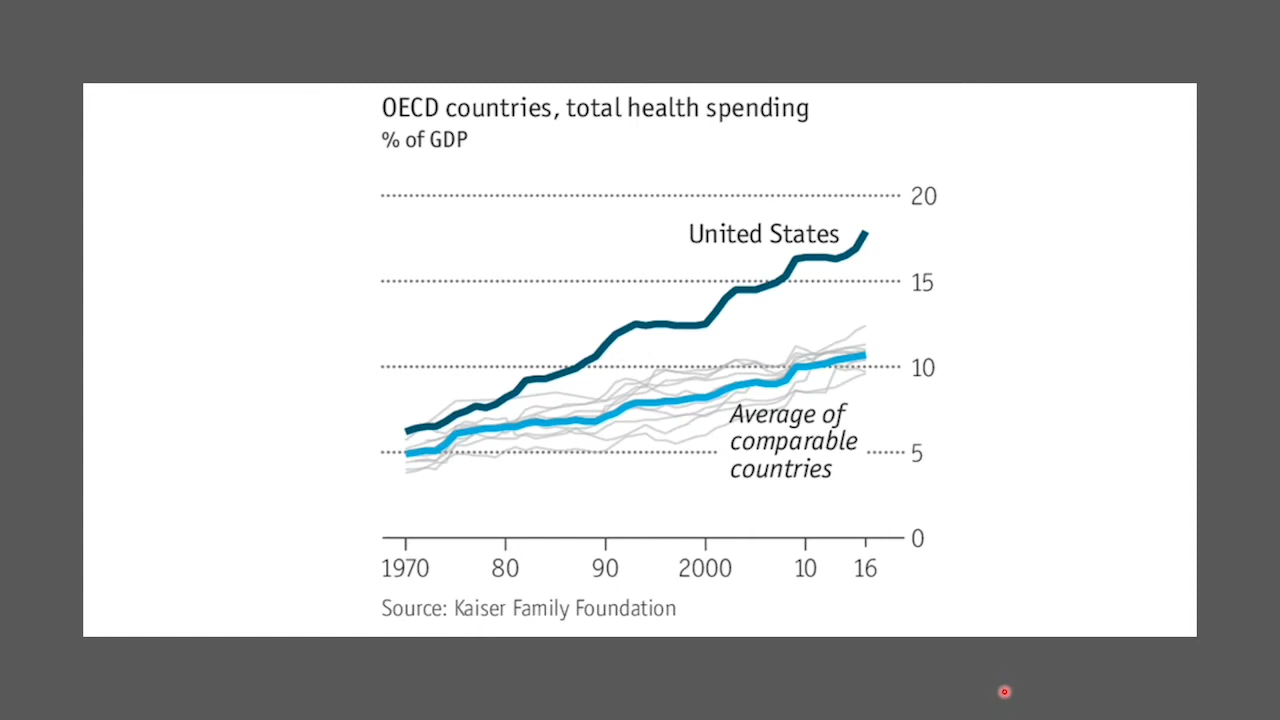 OECD countries, total health spending
% of GDP
20
United States
15
10
Average of
comparable
countries
5
0
1970 80 90 2000 10 16
Source: Kaiser Family Foundation